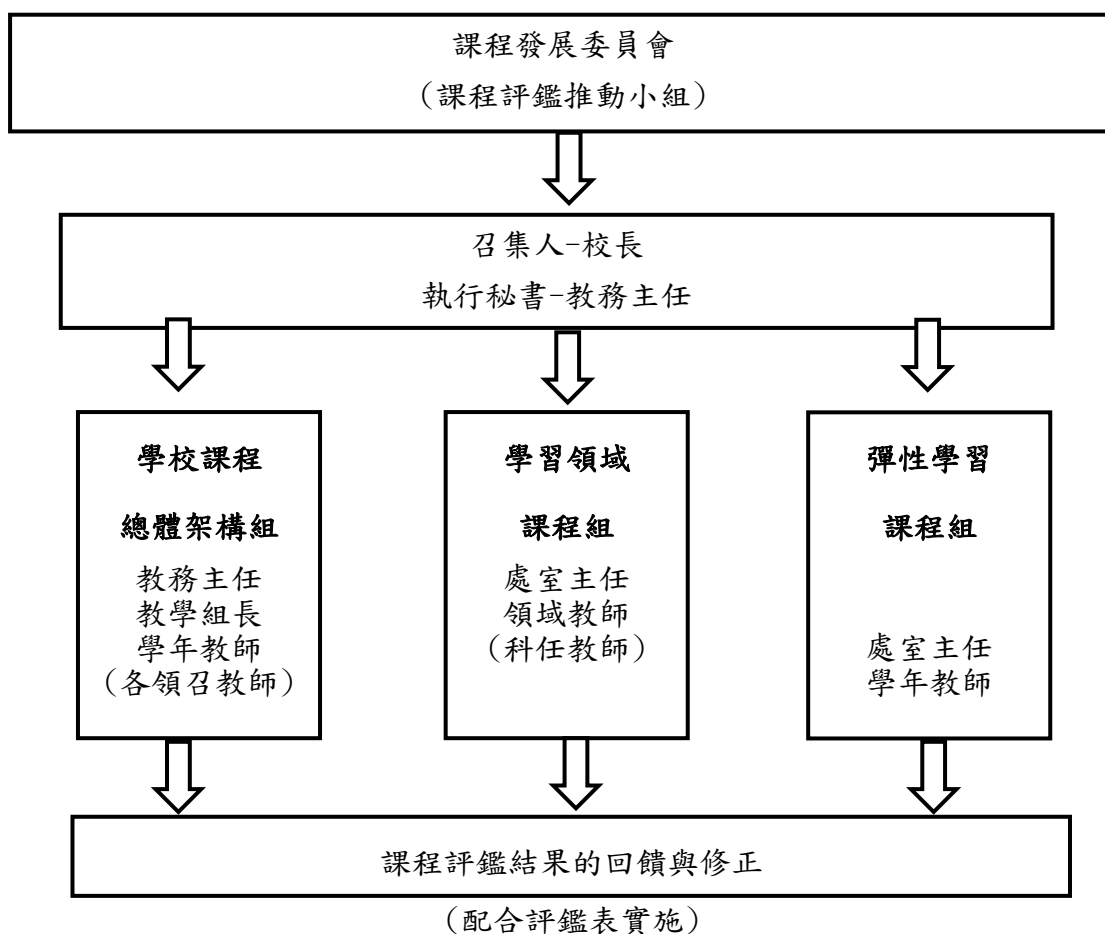 課程發展委員會
（課程評鑑推動小組）
召集人-校長
執行秘書-教務主任
學校課程
總體架構組
教務主任
教學組長
學年教師
（各領召教師）
學習領域
課程組
處室主任
領域教師
（科任教師）
彈性學習
課程組
處室主任
學年教師
課程評鑑結果的回饋與修正
（配合評鑑表實施）